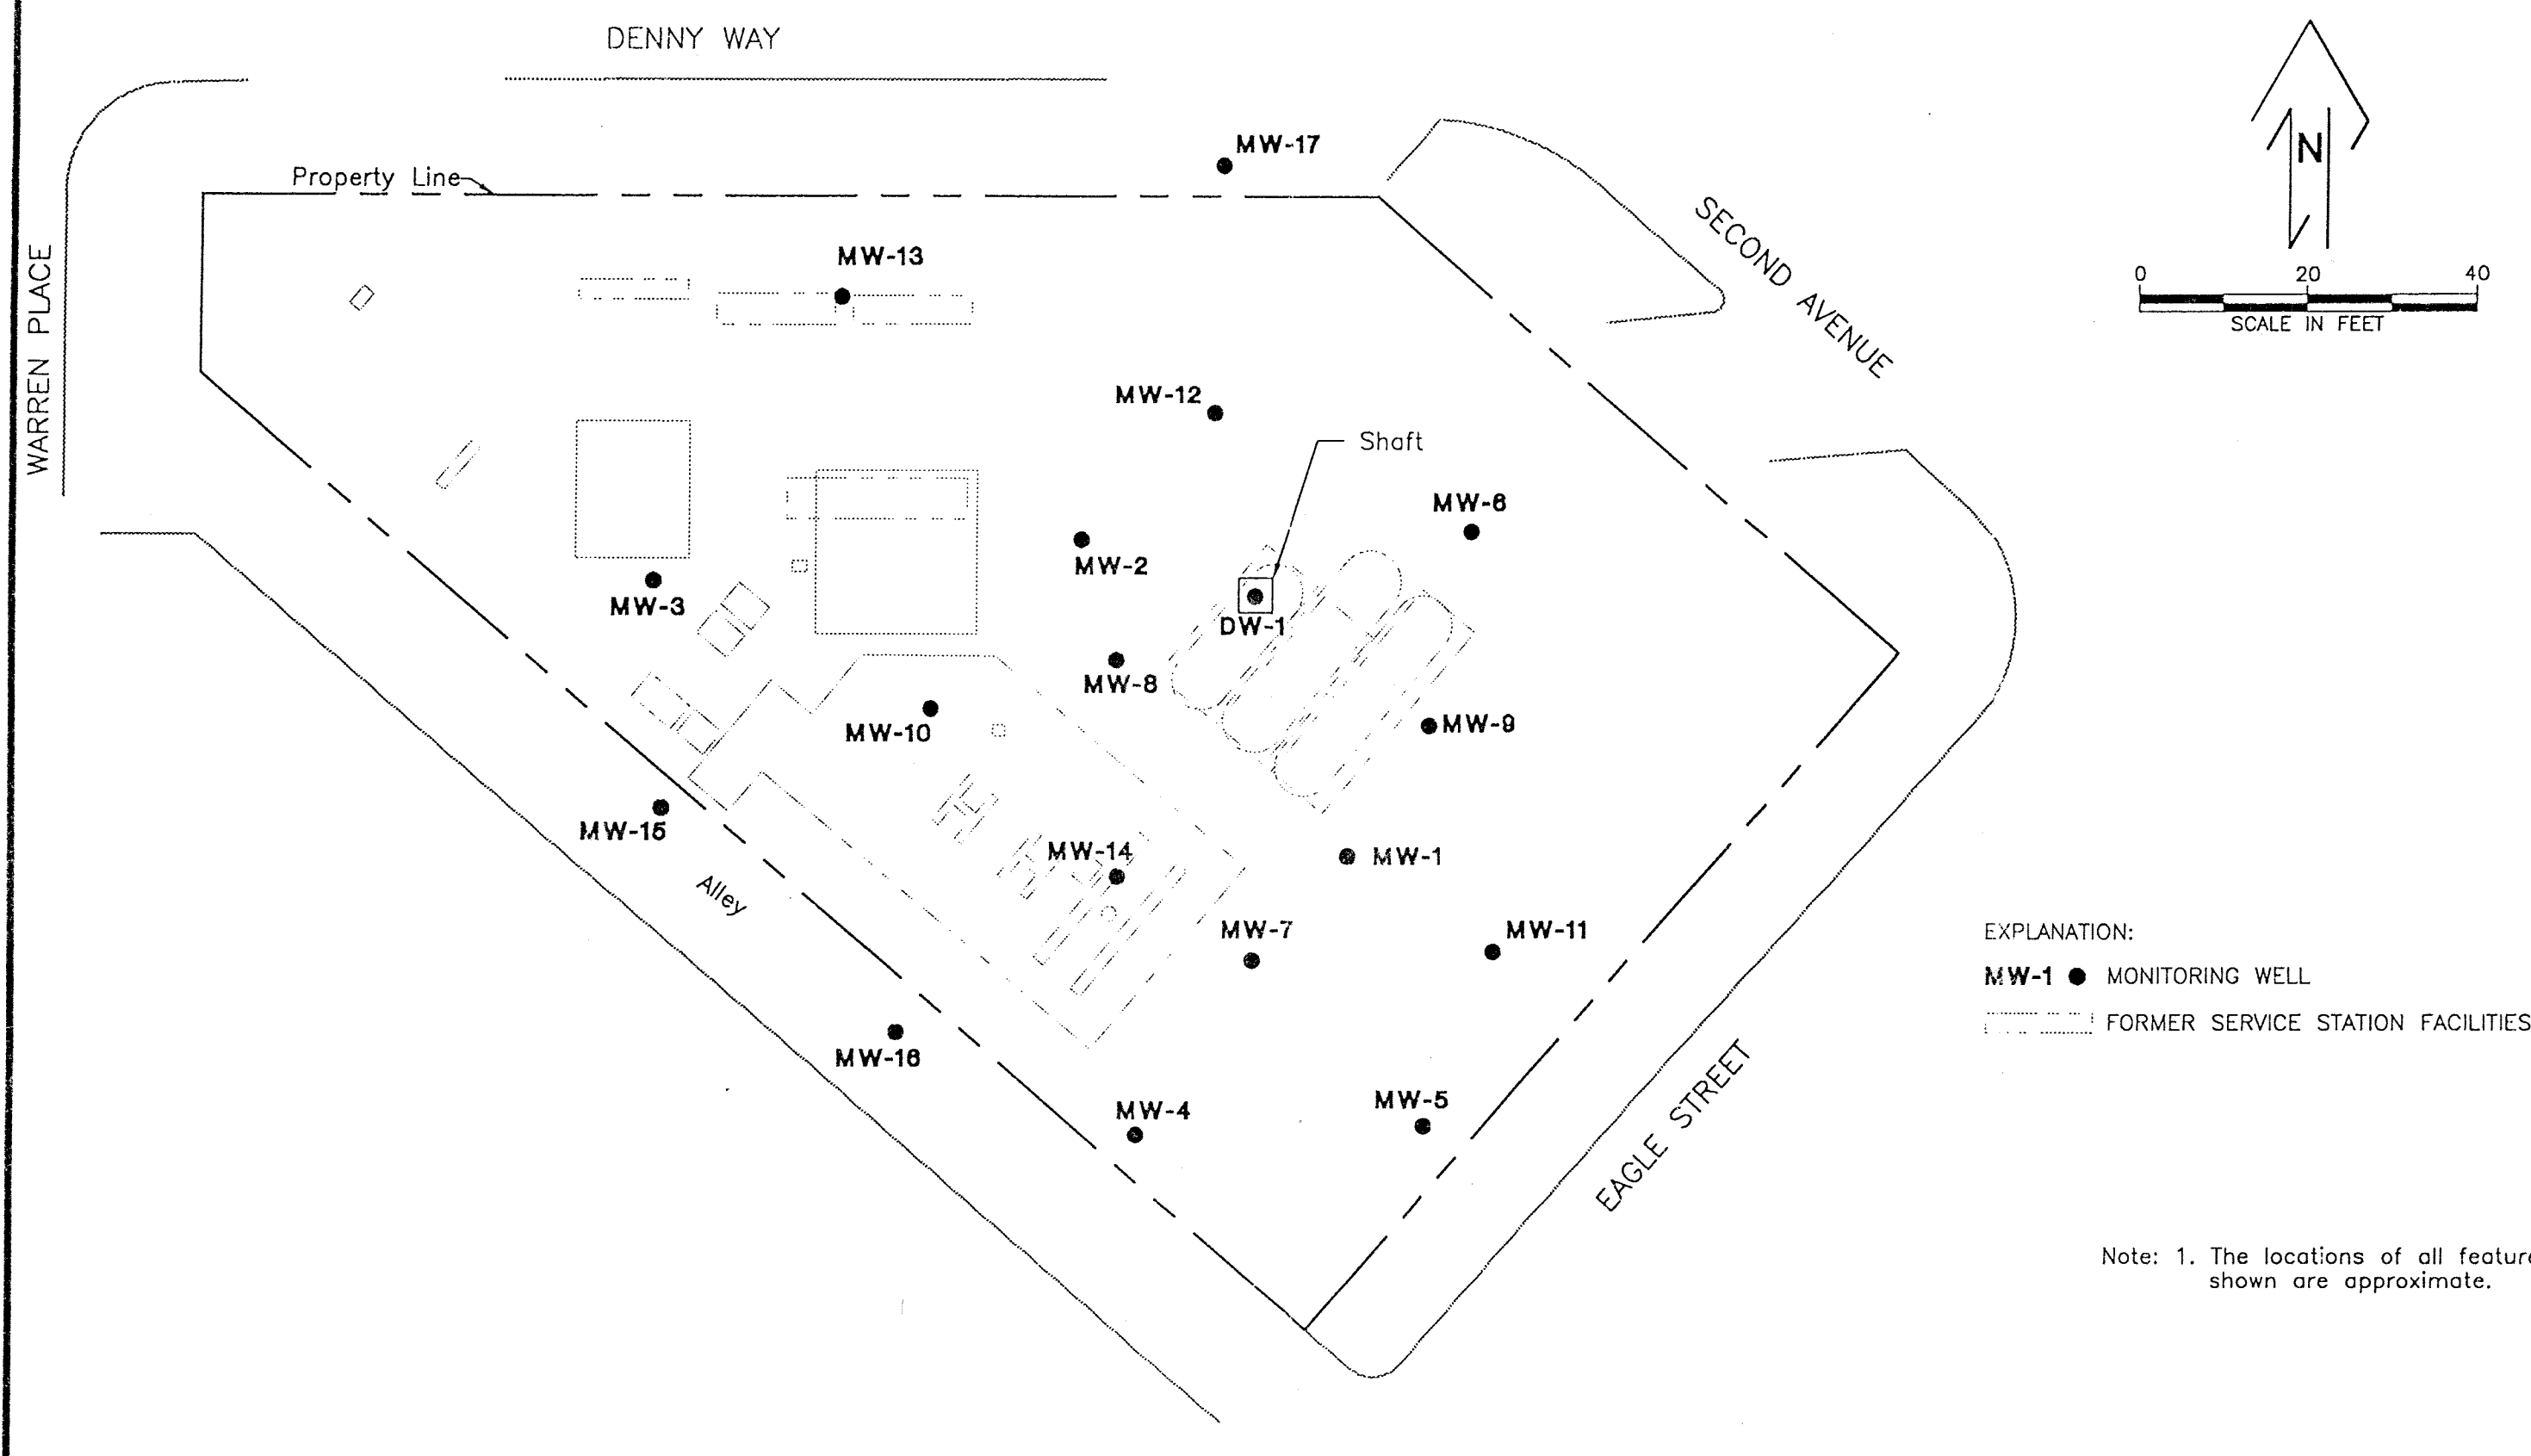 DENNY WAY
MW-17
Property Line
N
SECOND AVENUE
WARREN PLACE
MW-13
0 20 40
SCALE IN FEET
MW-12
Shaft
MW-6
MW-2
MW-3
DW-1
MW-8
MW-10
MW-9
MW-15
MW-14
MW-1
Alley
MW-7
MW-11
EXPLANATION:
MW-1 MONITORING WELL
FORMER SERVICE STATION FACILITIES
MW-16
MW-4
MW-5
EAGLE STREET
Note: 1. The locations of all feature
shown are approximate.